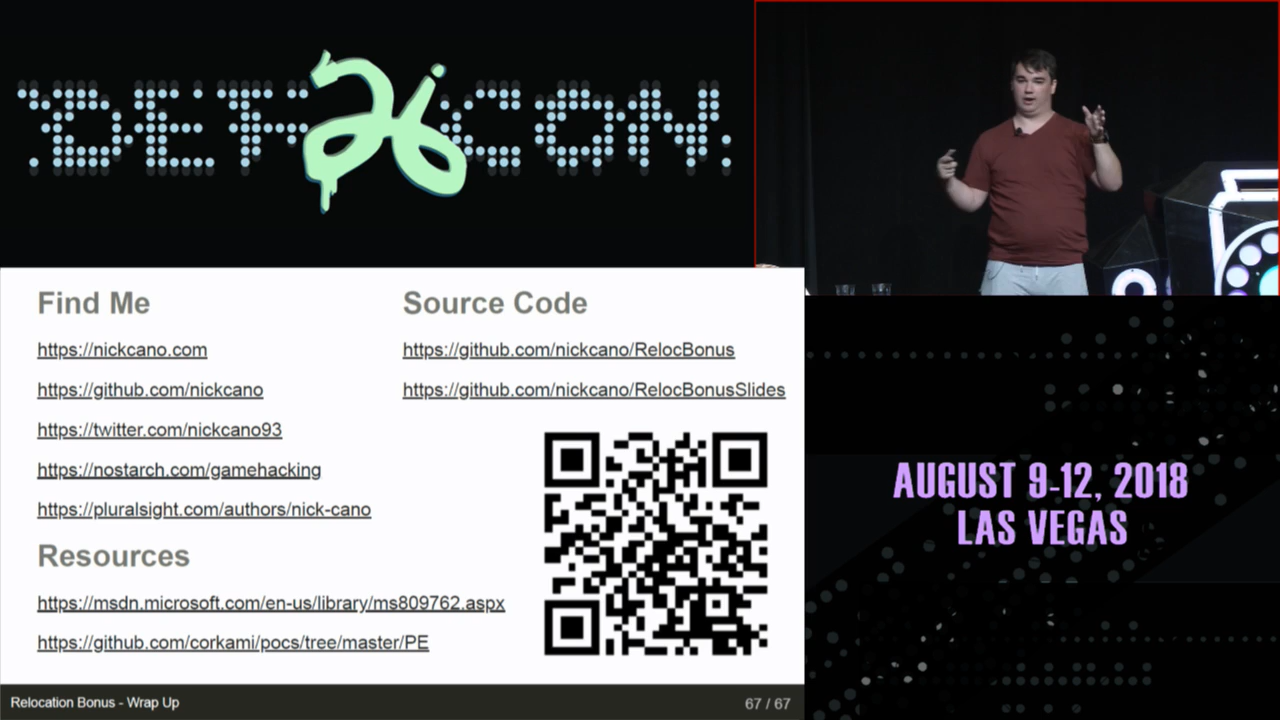 DEF 26 CON
Find Me
https://nickcano.com
https://github.com/nickcano
https://twitter.com/nickcano93
https://nostarch.com/gamehacking
https://pluralsight.com/authors/nick-cano
Resources
https://msdn.microsoft.com/en-us/library/ms809762.aspx
https://github.com/corkami/pocs/tree/master/PE
Source Code
https://github.com/nickcano/RelocBonus
https://github.com/nickcano/RelocBonusSlides
Relocation Bonus - Wrap Up
67 / 67
AUGUST 9-12, 2018
LAS VEGAS